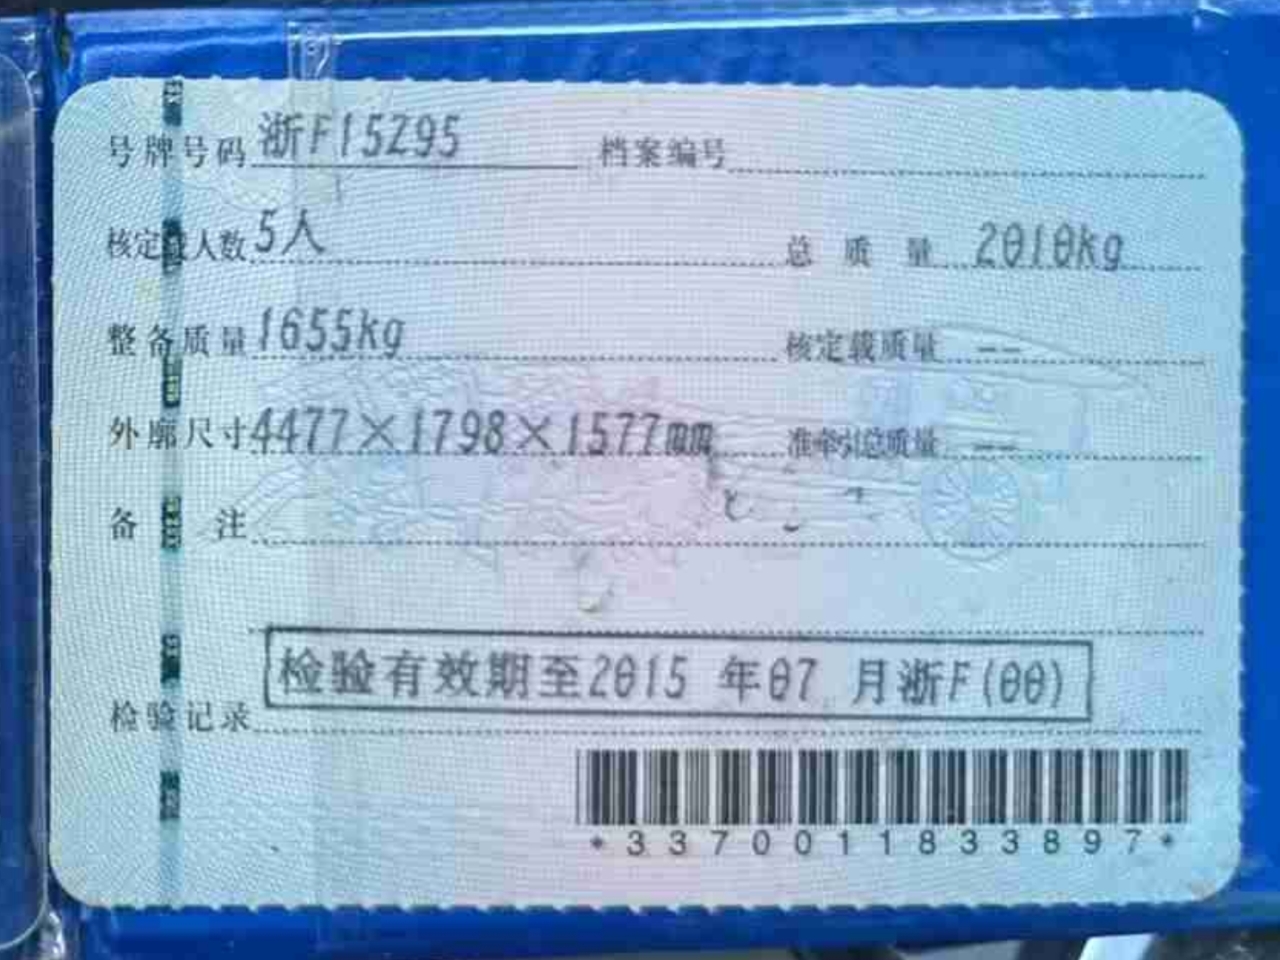 号牌号码 浙F15Z95 档案编号
核定载人数 5人 总质量 2010kg
整备质量 1655kg 核定载质量 --
外廓尺寸 4477×1798×1577mm 准牵引总质量 --
备注
检验有效期至2015 年07 月浙F(00)
检验记录
*3370011833897*